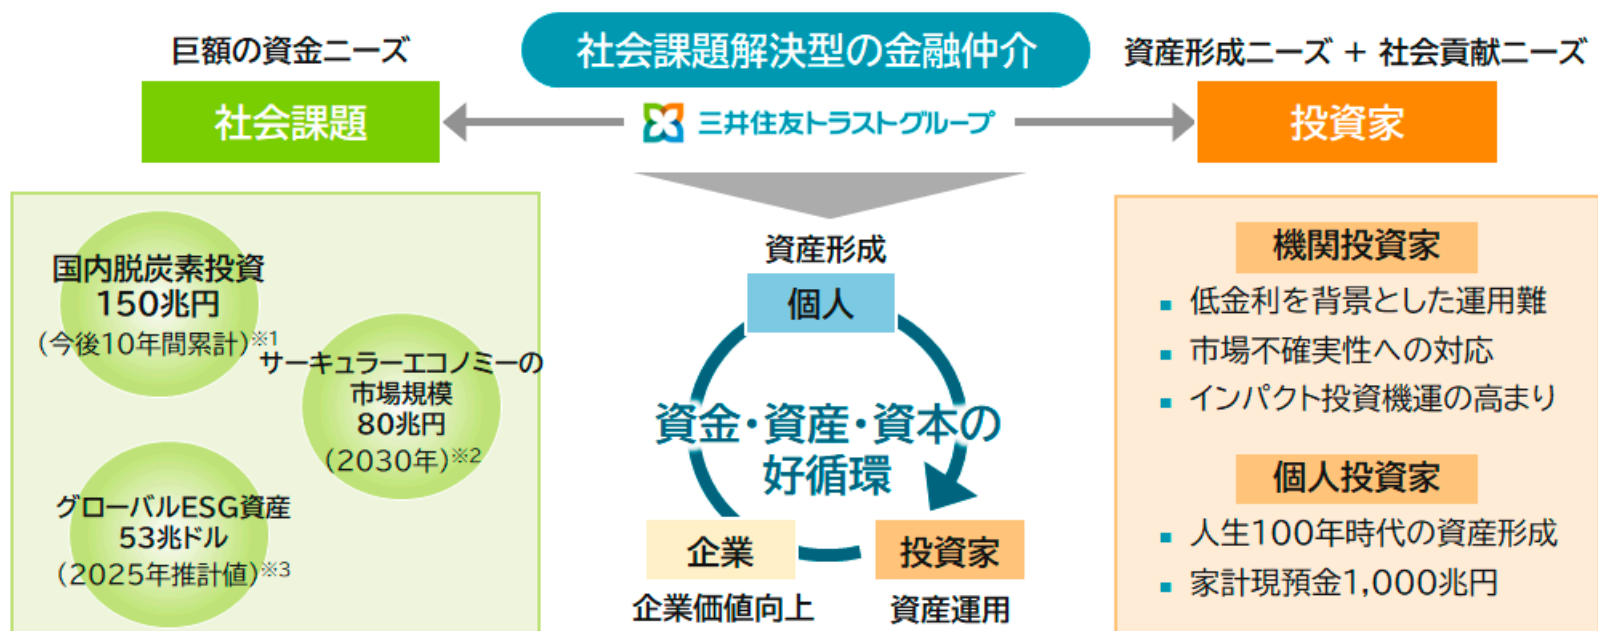 社会課題解決型の金融仲介
巨額の資金ニーズ
社会課題
三井住友トラストグループ
資産形成ニーズ + 社会貢献ニーズ
投資家
国内脱炭素投資
150兆円
(今後10年間累計)※1
サーキュラーエコノミーの
市場規模
80兆円
(2030年)※2
グローバルESG資産
53兆ドル
(2025年推計値)※3
資産形成
個人
資金・資産・資本の
好循環
企業
企業価値向上
投資家
資産運用
機関投資家
▪ 低金利を背景とした運用難
▪ 市場不確実性への対応
▪ インパクト投資機運の高まり
個人投資家
▪ 人生100年時代の資産形成
▪ 家計現預金1,000兆円